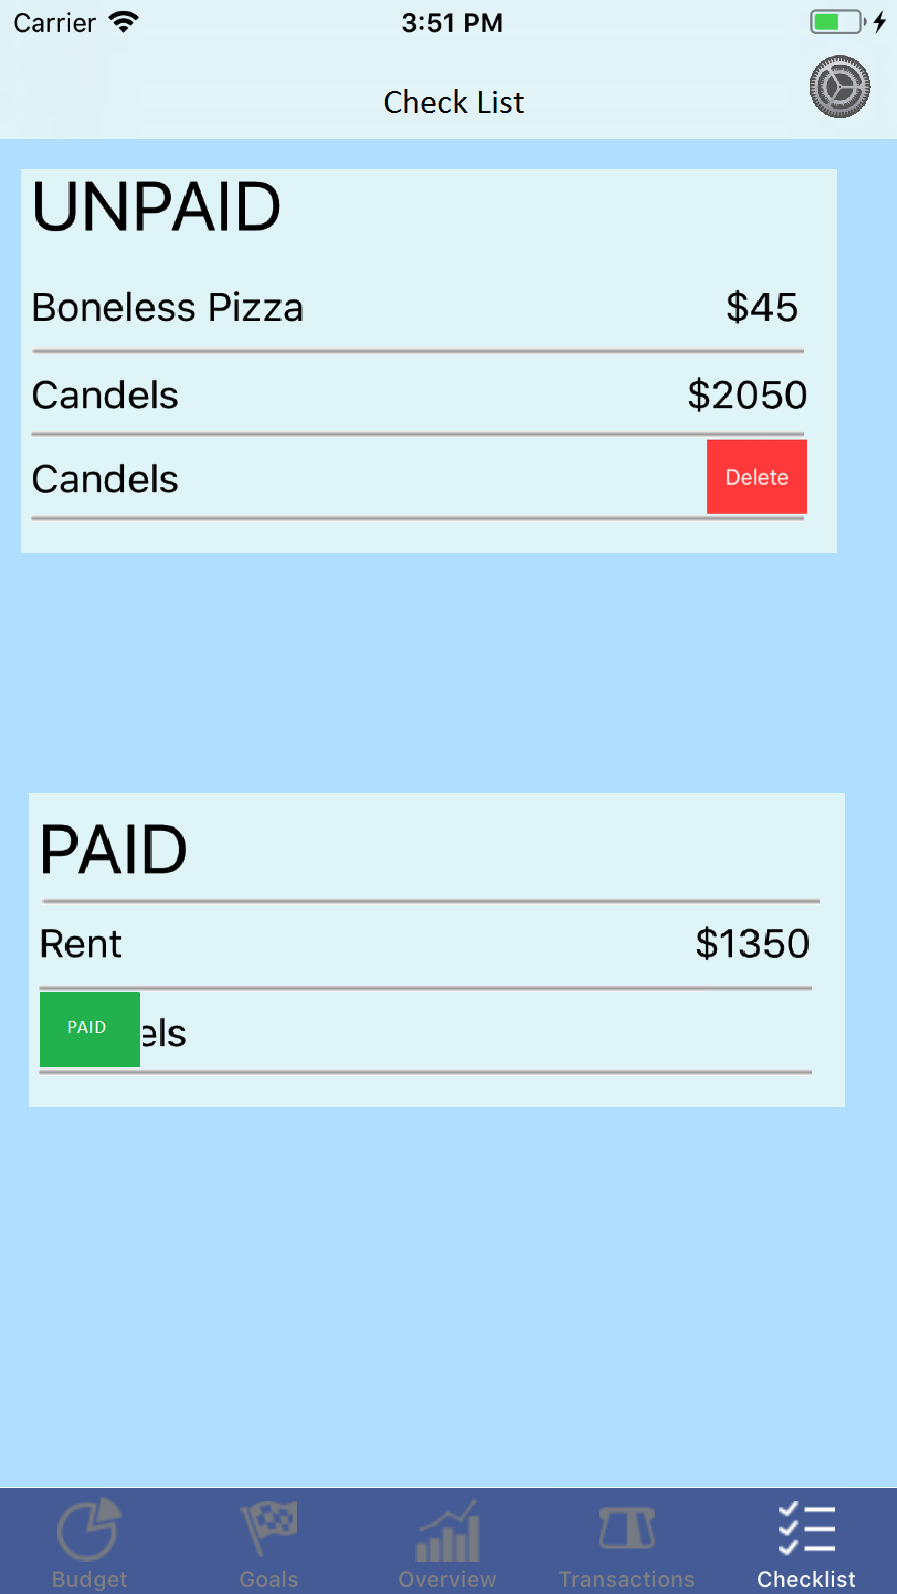 Carrier 3:51 PM
Check List
UNPAID
Boneless Pizza $45
Candels $2050
Candels Delete
PAID
Rent $1350
PAID els
Budget Goals Overview Transactions Checklist